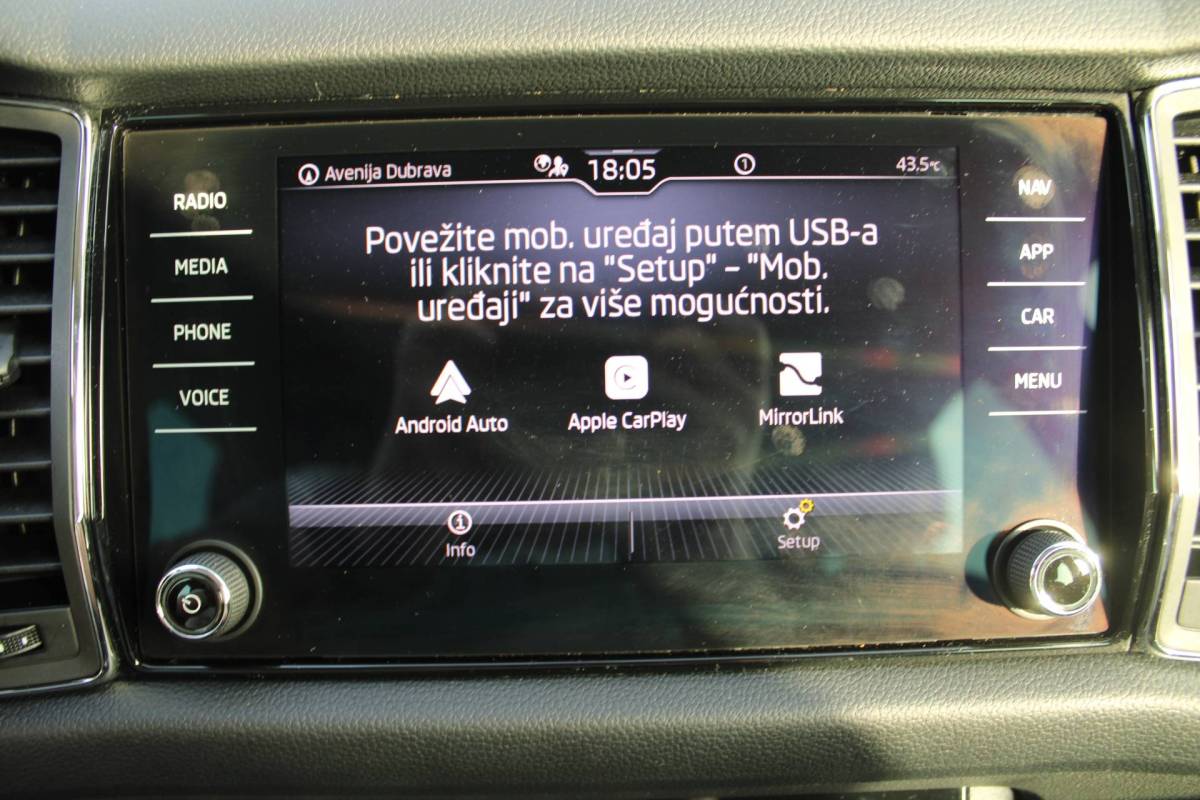 Avenija Dubrava 18:05 1 43.5°C
RADIO
MEDIA
PHONE
VOICE
Povežite mob. uređaj putem USB-a
ili kliknite na "Setup" – "Mob.
uređaji" za više mogućnosti.
Android Auto Apple CarPlay MirrorLink
Info Setup
NAV
APP
CAR
MENU